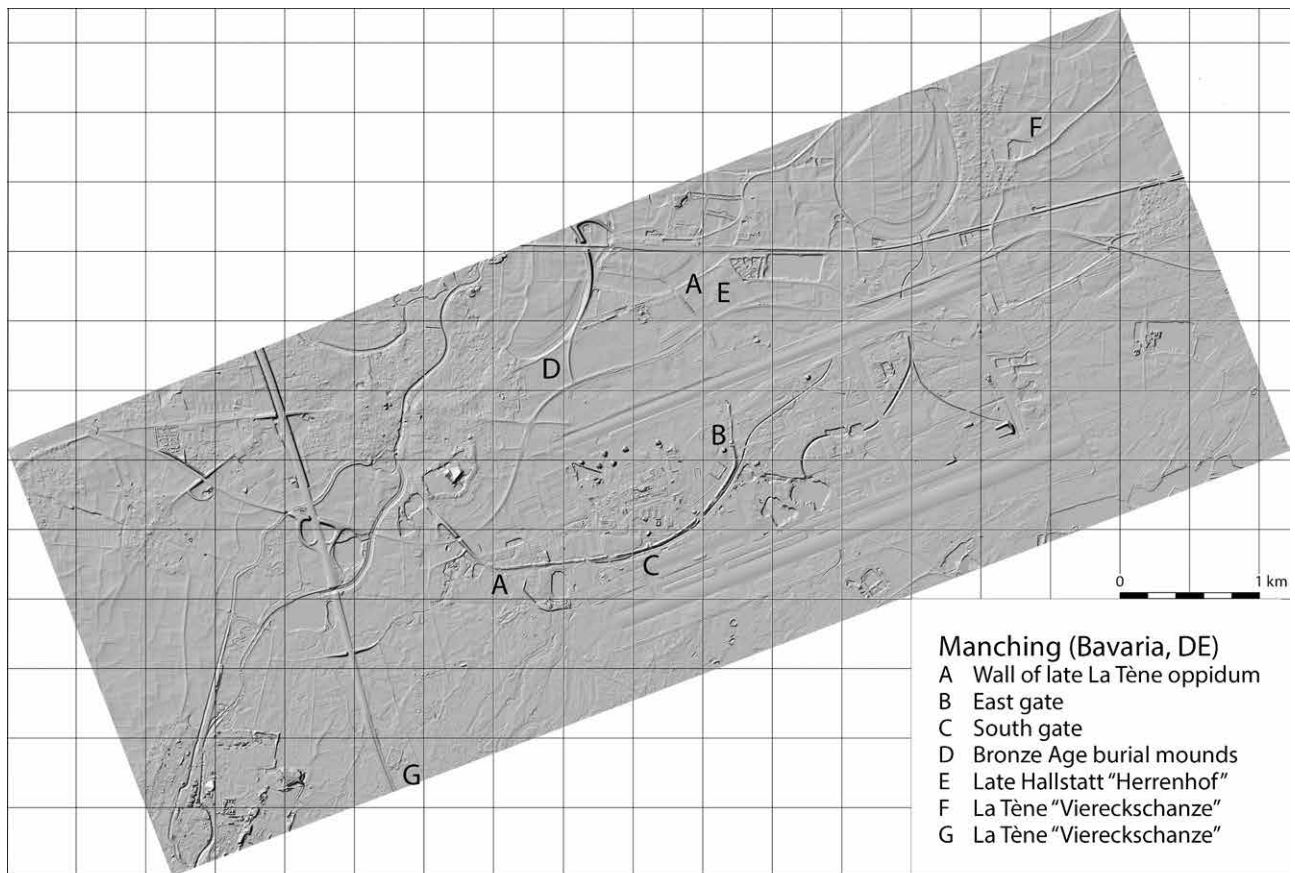 F
A
E
D
B
C
A
G
0 1 km
Manching (Bavaria, DE)
A Wall of late La Tène oppidum
B East gate
C South gate
D Bronze Age burial mounds
E Late Hallstatt “Herrenhof”
F La Tène “Viereckschanze”
G La Tène “Viereckschanze”